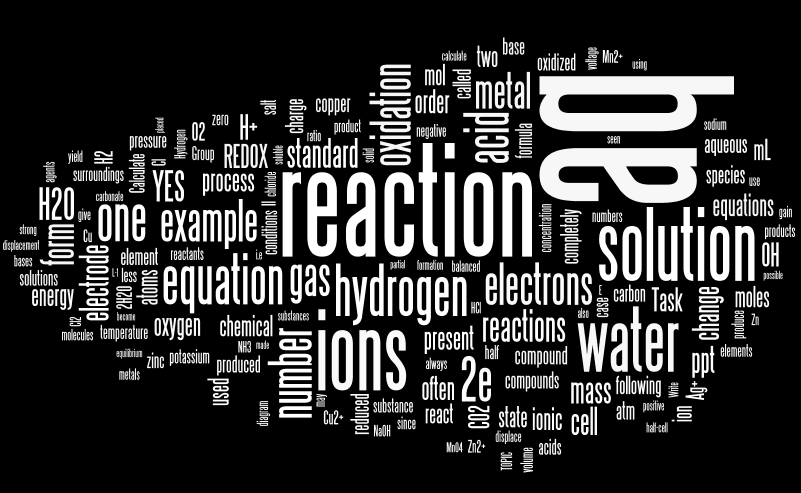 calculate
two
base
oxidized
voltage
Mn2+
using
mol
called
metal
order
oxidation
acid
formula
negative
aq
seen
sodium
aqueous
mL
species
use
equations
gain
products
OH
possible
salt
charge
copper
ratio
product
zero
H+
O2
Group
REDOX
soluble
standard
solid
placed
pressure
Hydrogen
yield
H2
Cl
Calculate
agents
surroundings
YES
process
chloride
carbonate
H2O
give
one
example
conditions
II
i.e
reaction
concentration
completely
numbers
solution
strong
displacement
bases
form
Cu
element
reactants
electrode
L-1
less
2H2O
atoms
equation
gas
partial
formation
balanced
hydrogen
HCl
electrons
also
case
E
carbon
Task
change
moles
produce
Zn
elements
solutions
energy
Cl2
became
molecules
temperature
oxygen
chemical
substances
ions
number
present
reactions
half
always
compound
compounds
water
ppt
equilibrium
zinc
potassium
NH3
made
produced
metals
used
diagram
may
Cu2+
reduced
substance
NaOH
since
often
2e
react
CO2
state
ionic
mass
following
cell
atm
positive
half-cell
Write
ion
Ag+
displace
MnO4
Zn2+
TOPIC
volume
acids